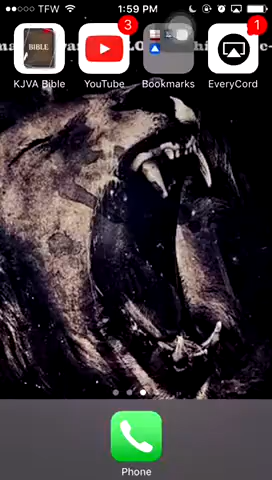 TFW 1:59 PM
3
1
BIBLE
KJVA Bible YouTube Bookmarks EveryCord
Phone